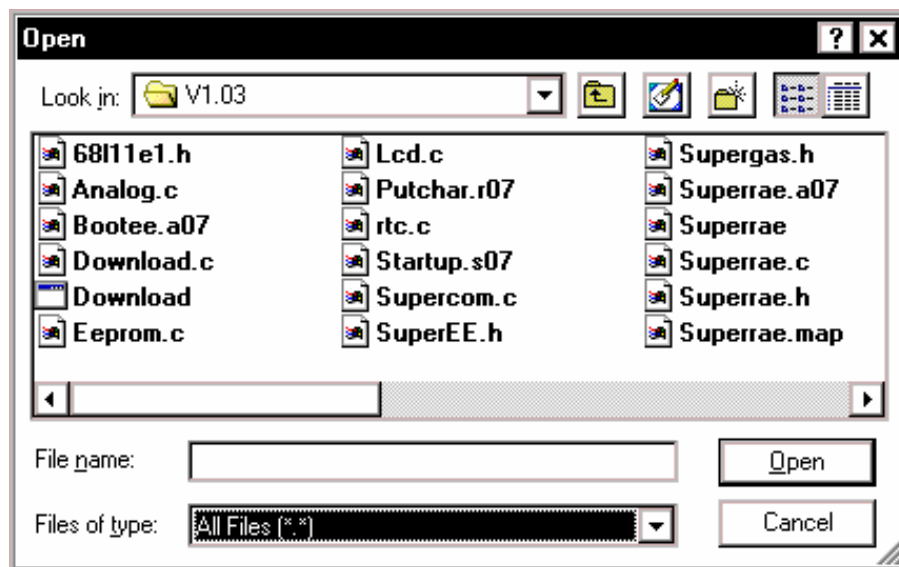 Open
Look in: V1.03
68l11e1.h
Analog.c
Bootee.a07
Download.c
Download
Eeprom.c
Lcd.c
Putchar.r07
rtc.c
Startup.s07
Supercom.c
SuperEE.h
Supergas.h
Superrae.a07
Superrae
Superrae.c
Superrae.h
Superrae.map
File name:
Open
Files of type: All Files (*.*)
Cancel